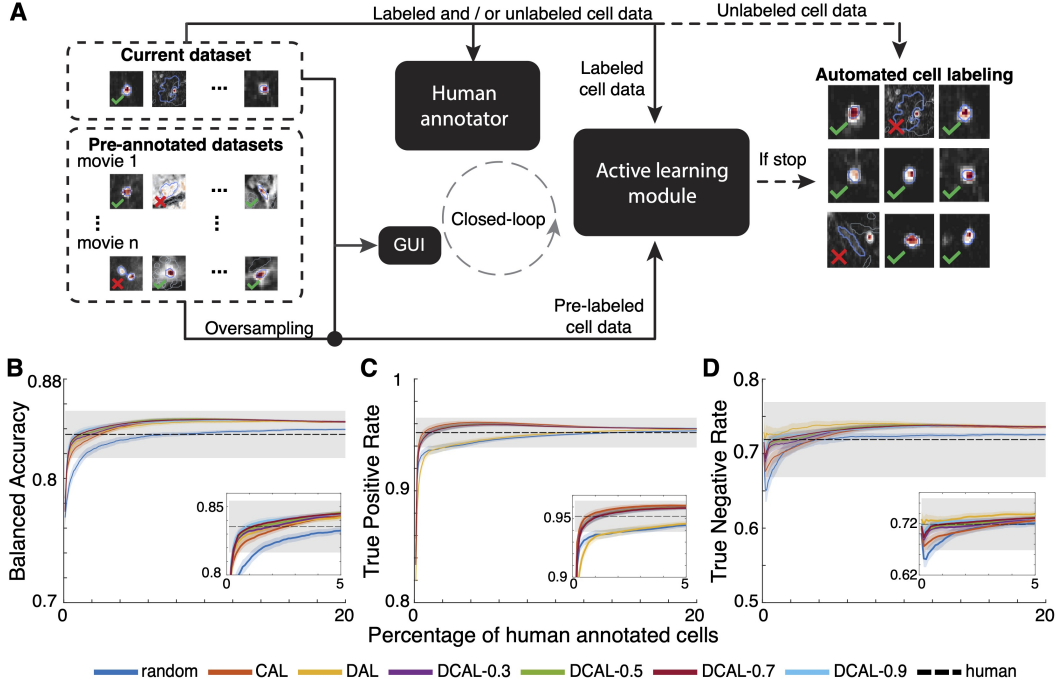 A
Labeled and / or unlabeled cell data
Unlabeled cell data
Current dataset
...
Pre-annotated datasets
movie 1
...
movie n
...
Oversampling
Human
annotator
GUI
Closed-loop
Labeled
cell data
Active learning
module
Pre-labeled
cell data
If stop
Automated cell labeling
B
Balanced Accuracy
0.88
0.8
0.7
0
20
0.85
0.8
0
5
C
True Positive Rate
1
0.9
0.8
0
20
0.95
0.9
0
5
D
True Negative Rate
0.8
0.7
0.6
0.5
0
20
0.72
0.62
0
5
Percentage of human annotated cells
random
CAL
DAL
DCAL-0.3
DCAL-0.5
DCAL-0.7
DCAL-0.9
human